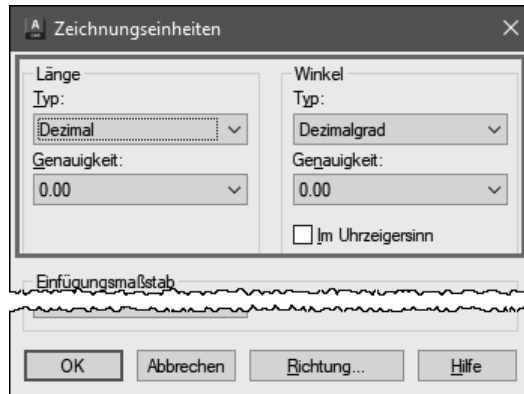 A CAD Zeichnungseinheiten
Länge
Typ:
Dezimal
Genauigkeit:
0.00
Winkel
Typ:
Dezimalgrad
Genauigkeit:
0.00
Im Uhrzeigersinn
Einfügungsmaßstab
OK Abbrechen Richtung... Hilfe